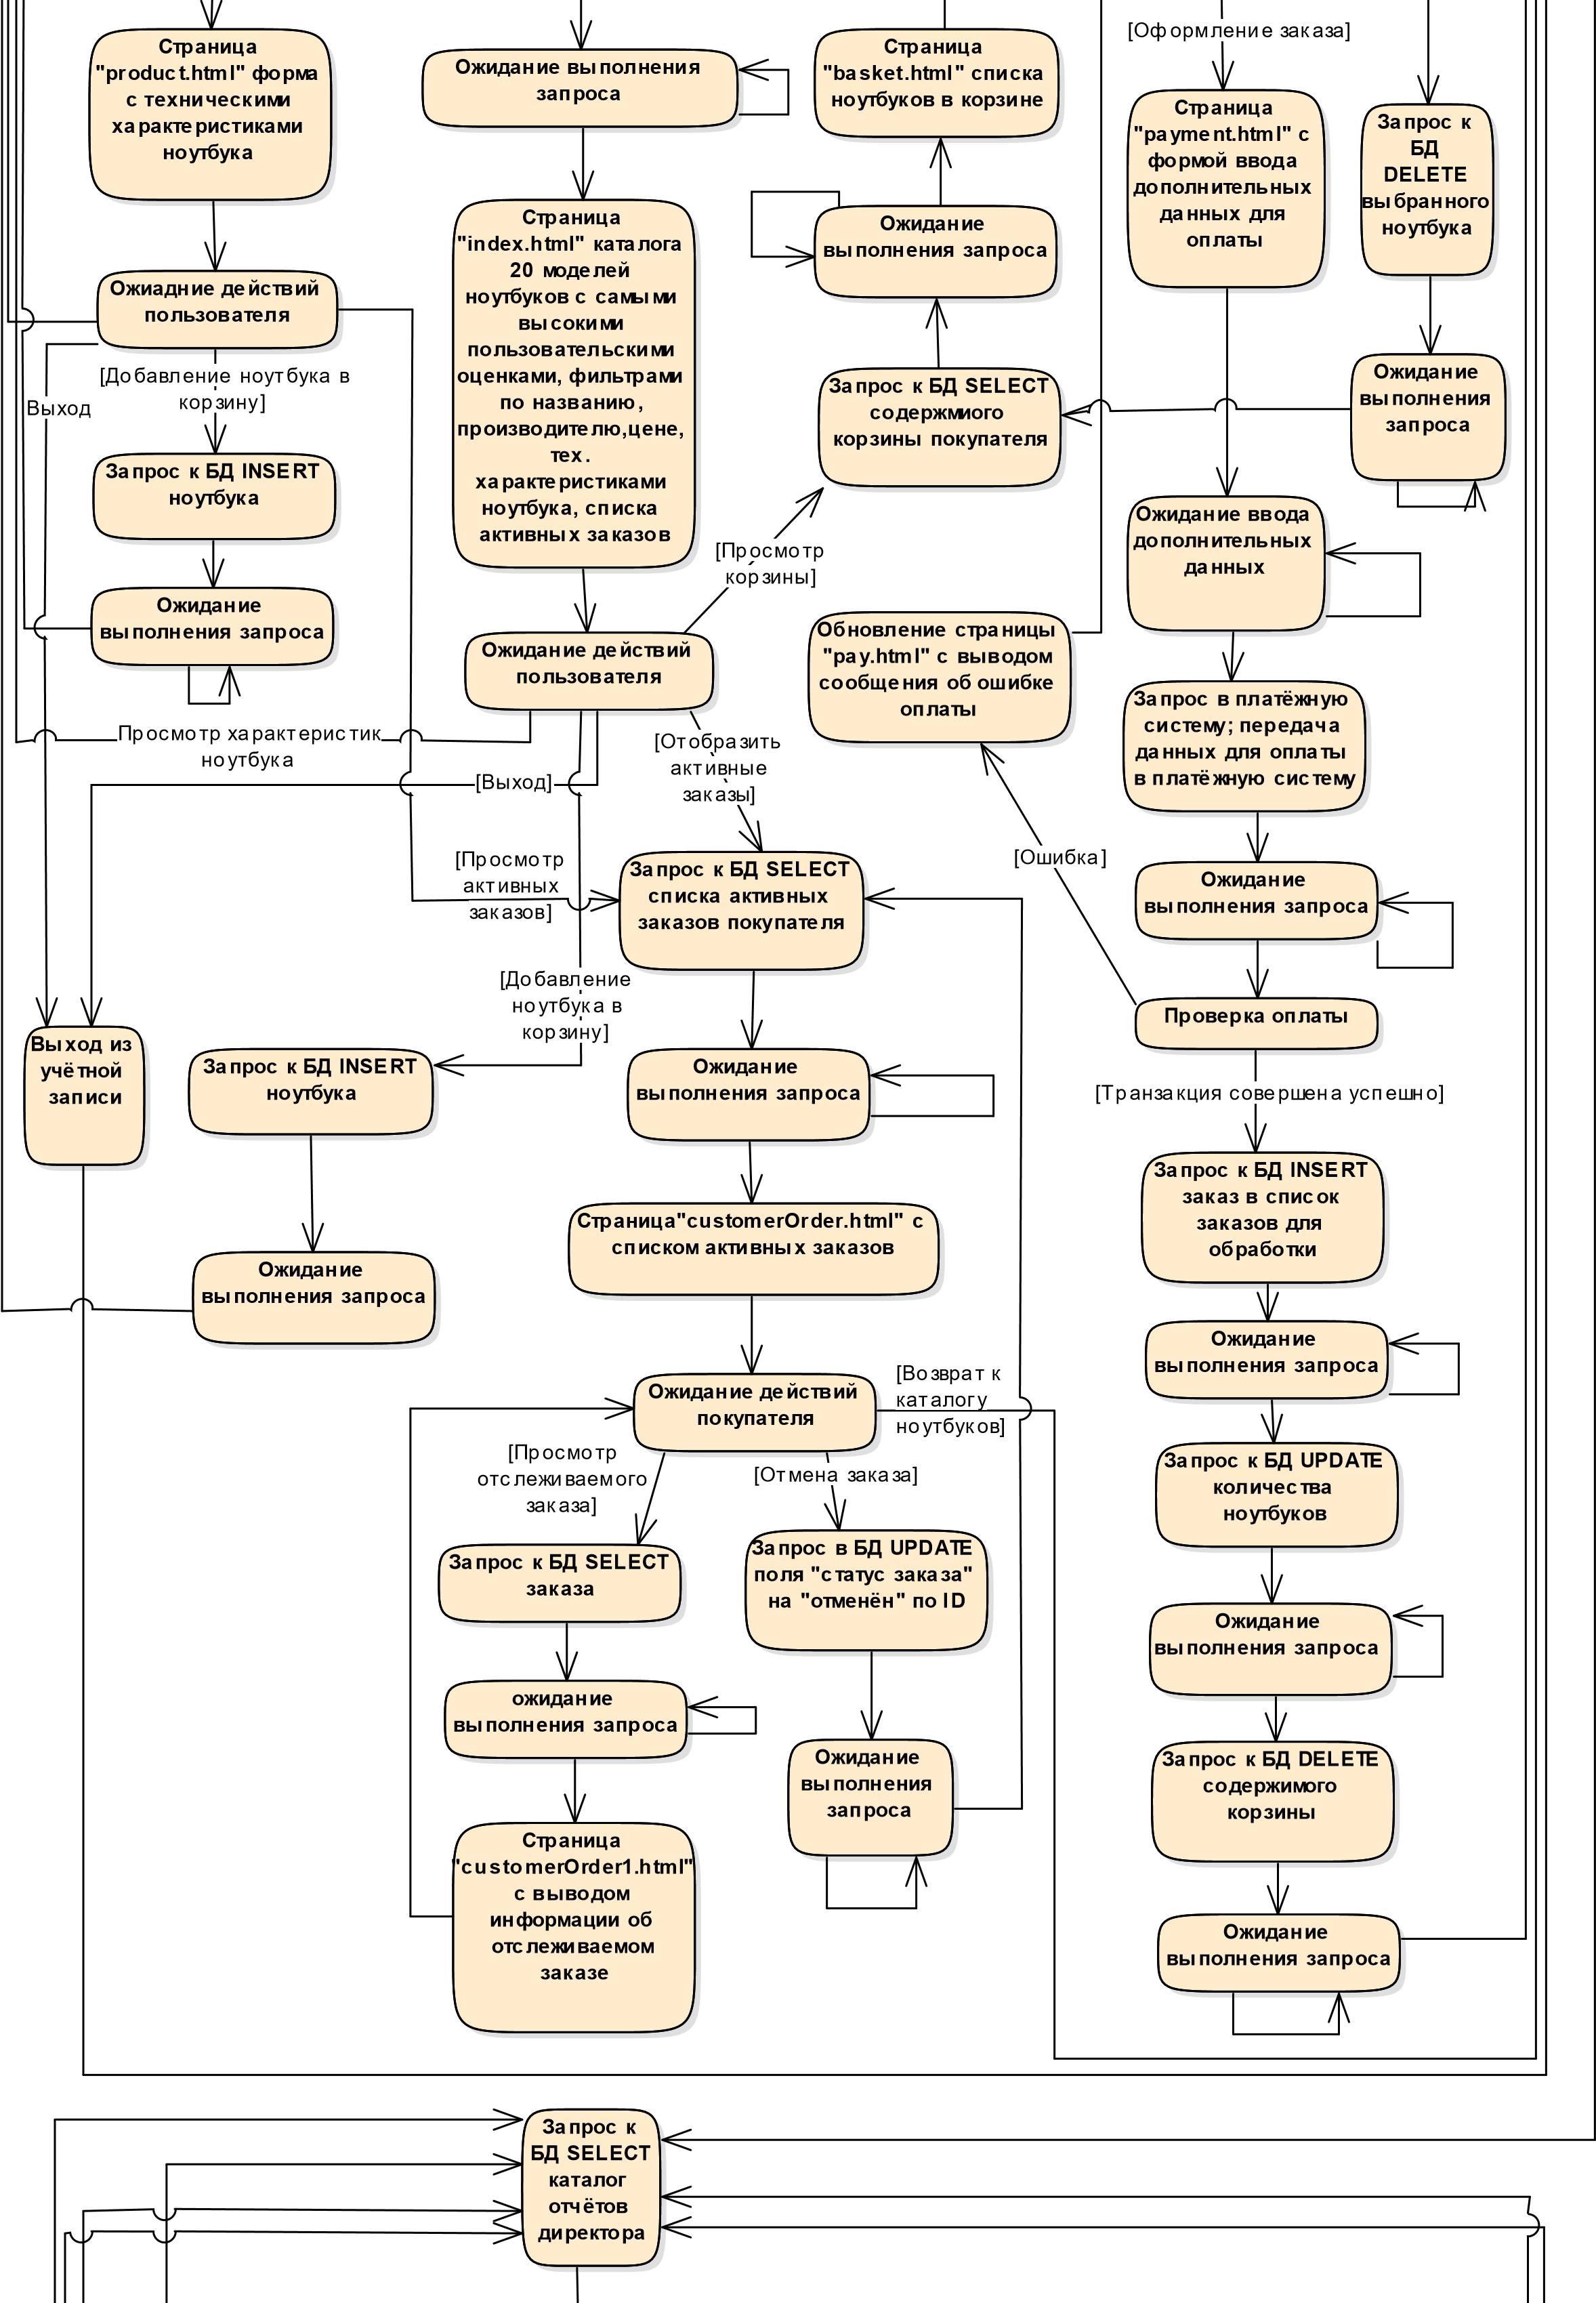 Страница
"product.html" форма
с техническими
характеристиками
ноутбука
Ожидание выполнения
запроса
Страница
"basket.html" списка
ноутбуков в корзине
[Оформление заказа]
Страница
"payment.html" с
формой ввода
дополнительных
данных для
оплаты
Запрос к
БД
DELETE
выбранного
ноутбука
Ожиадние действий
пользователя
Страница
"index.html" каталога
20 моделей
ноутбуков с самыми
высокими
пользовательскими
оценками, фильтрами
по названию,
производителю,цене,
тех.
характеристиками
ноутбука, списка
активных заказов
Ожидание
выполнения запроса
[Добавление ноутбука в
корзину]
Выход
Запрос к БД SELECT
содержмиого
корзины покупателя
Ожидание
выполнения
запроса
Запрос к БД INSERT
ноутбука
Ожидание ввода
дополнительных
данных
[Просмотр
корзины]
Ожидание
выполнения запроса
Ожидание действий
пользователя
Обновление страницы
"pay.html" с выводом
сообщения об ошибке
оплаты
Запрос в платёжную
систему; передача
данных для оплаты
в платёжную систему
Просмотр характеристик
ноутбука
[Отобразить
активные
заказы]
[Выход]
[Ошибка]
[Просмотр
активных
заказов]
Запрос к БД SELECT
списка активных
заказов покупателя
Ожидание
выполнения запроса
[Добавление
ноутбука в
корзину]
Проверка оплаты
Выход из
учётной
записи
Запрос к БД INSERT
ноутбука
Ожидание
выполнения запроса
[Транзакция совершена успешно]
Запрос к БД INSERT
заказ в список
заказов для
обработки
Страница"customerOrder.html" с
списком активных заказов
Ожидание
выполнения запроса
Ожидание
выполнения запроса
Ожидание действий
покупателя
[Возврат к
каталогу
ноутбуков]
[Просмотр
отслеживаемого
заказа]
[Отмена заказа]
Запрос к БД UPDATE
количества
ноутбуков
Запрос к БД SELECT
заказа
Запрос в БД UPDATE
поля "статус заказа"
на "отменён" по ID
Ожидание
выполнения запроса
ожидание
выполнения запроса
Ожидание
выполнения
запроса
Запрос к БД DELETE
содержимого
корзины
Страница
"customerOrder1.html"
с выводом
информации об
отслеживаемом
заказе
Ожидание
выполнения запроса
Запрос к
БД SELECT
каталог
отчётов
директора